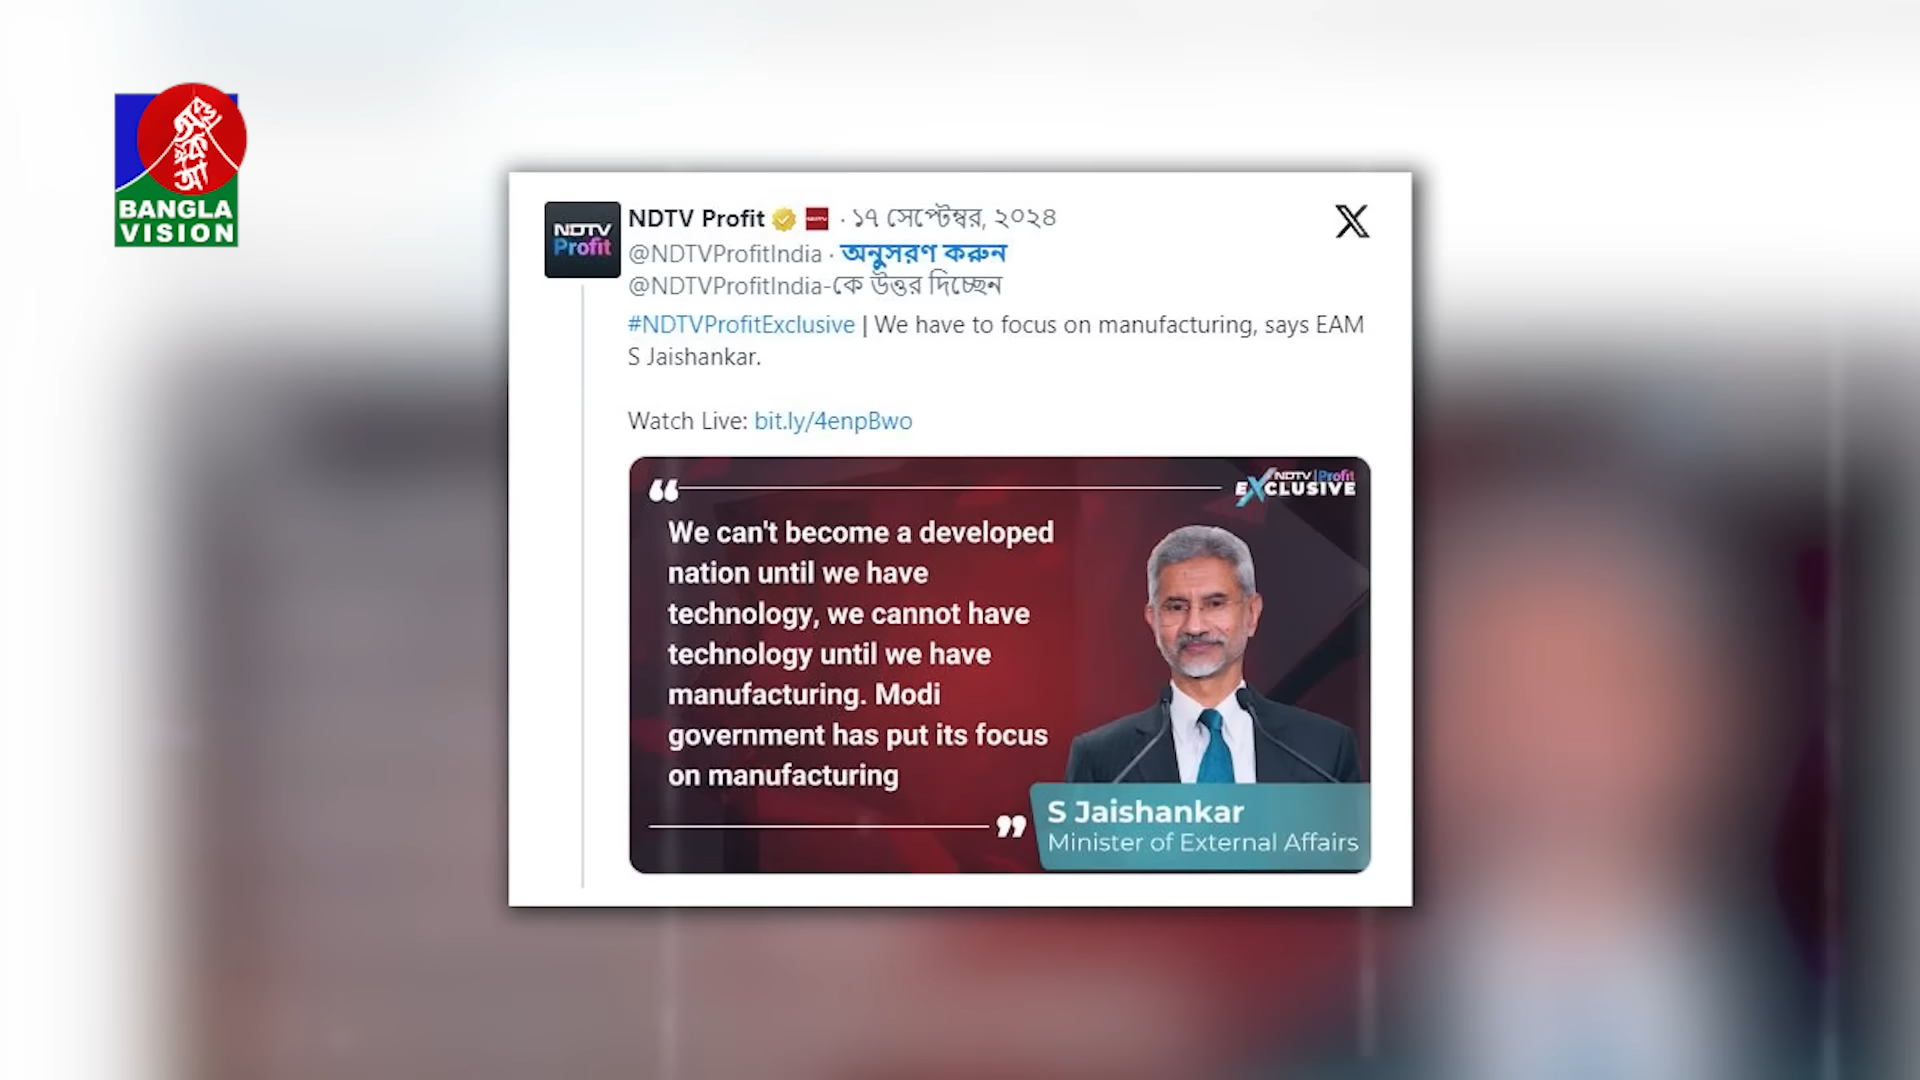 BANGLA
VISION
NDTV
Profit
NDTV Profit · ১৭ সেপ্টেম্বর, ২০২৪
@NDTVProfitIndia · অনুসরণ করুন
@NDTVProfitIndia-কে উত্তর দিচ্ছেন
#NDTVProfitExclusive | We have to focus on manufacturing, says EAM
S Jaishankar.
Watch Live: bit.ly/4enpBwo
NDTV | Profit
EXCLUSIVE
“
We can't become a developed
nation until we have
technology, we cannot have
technology until we have
manufacturing. Modi
government has put its focus
on manufacturing
”
S Jaishankar
Minister of External Affairs